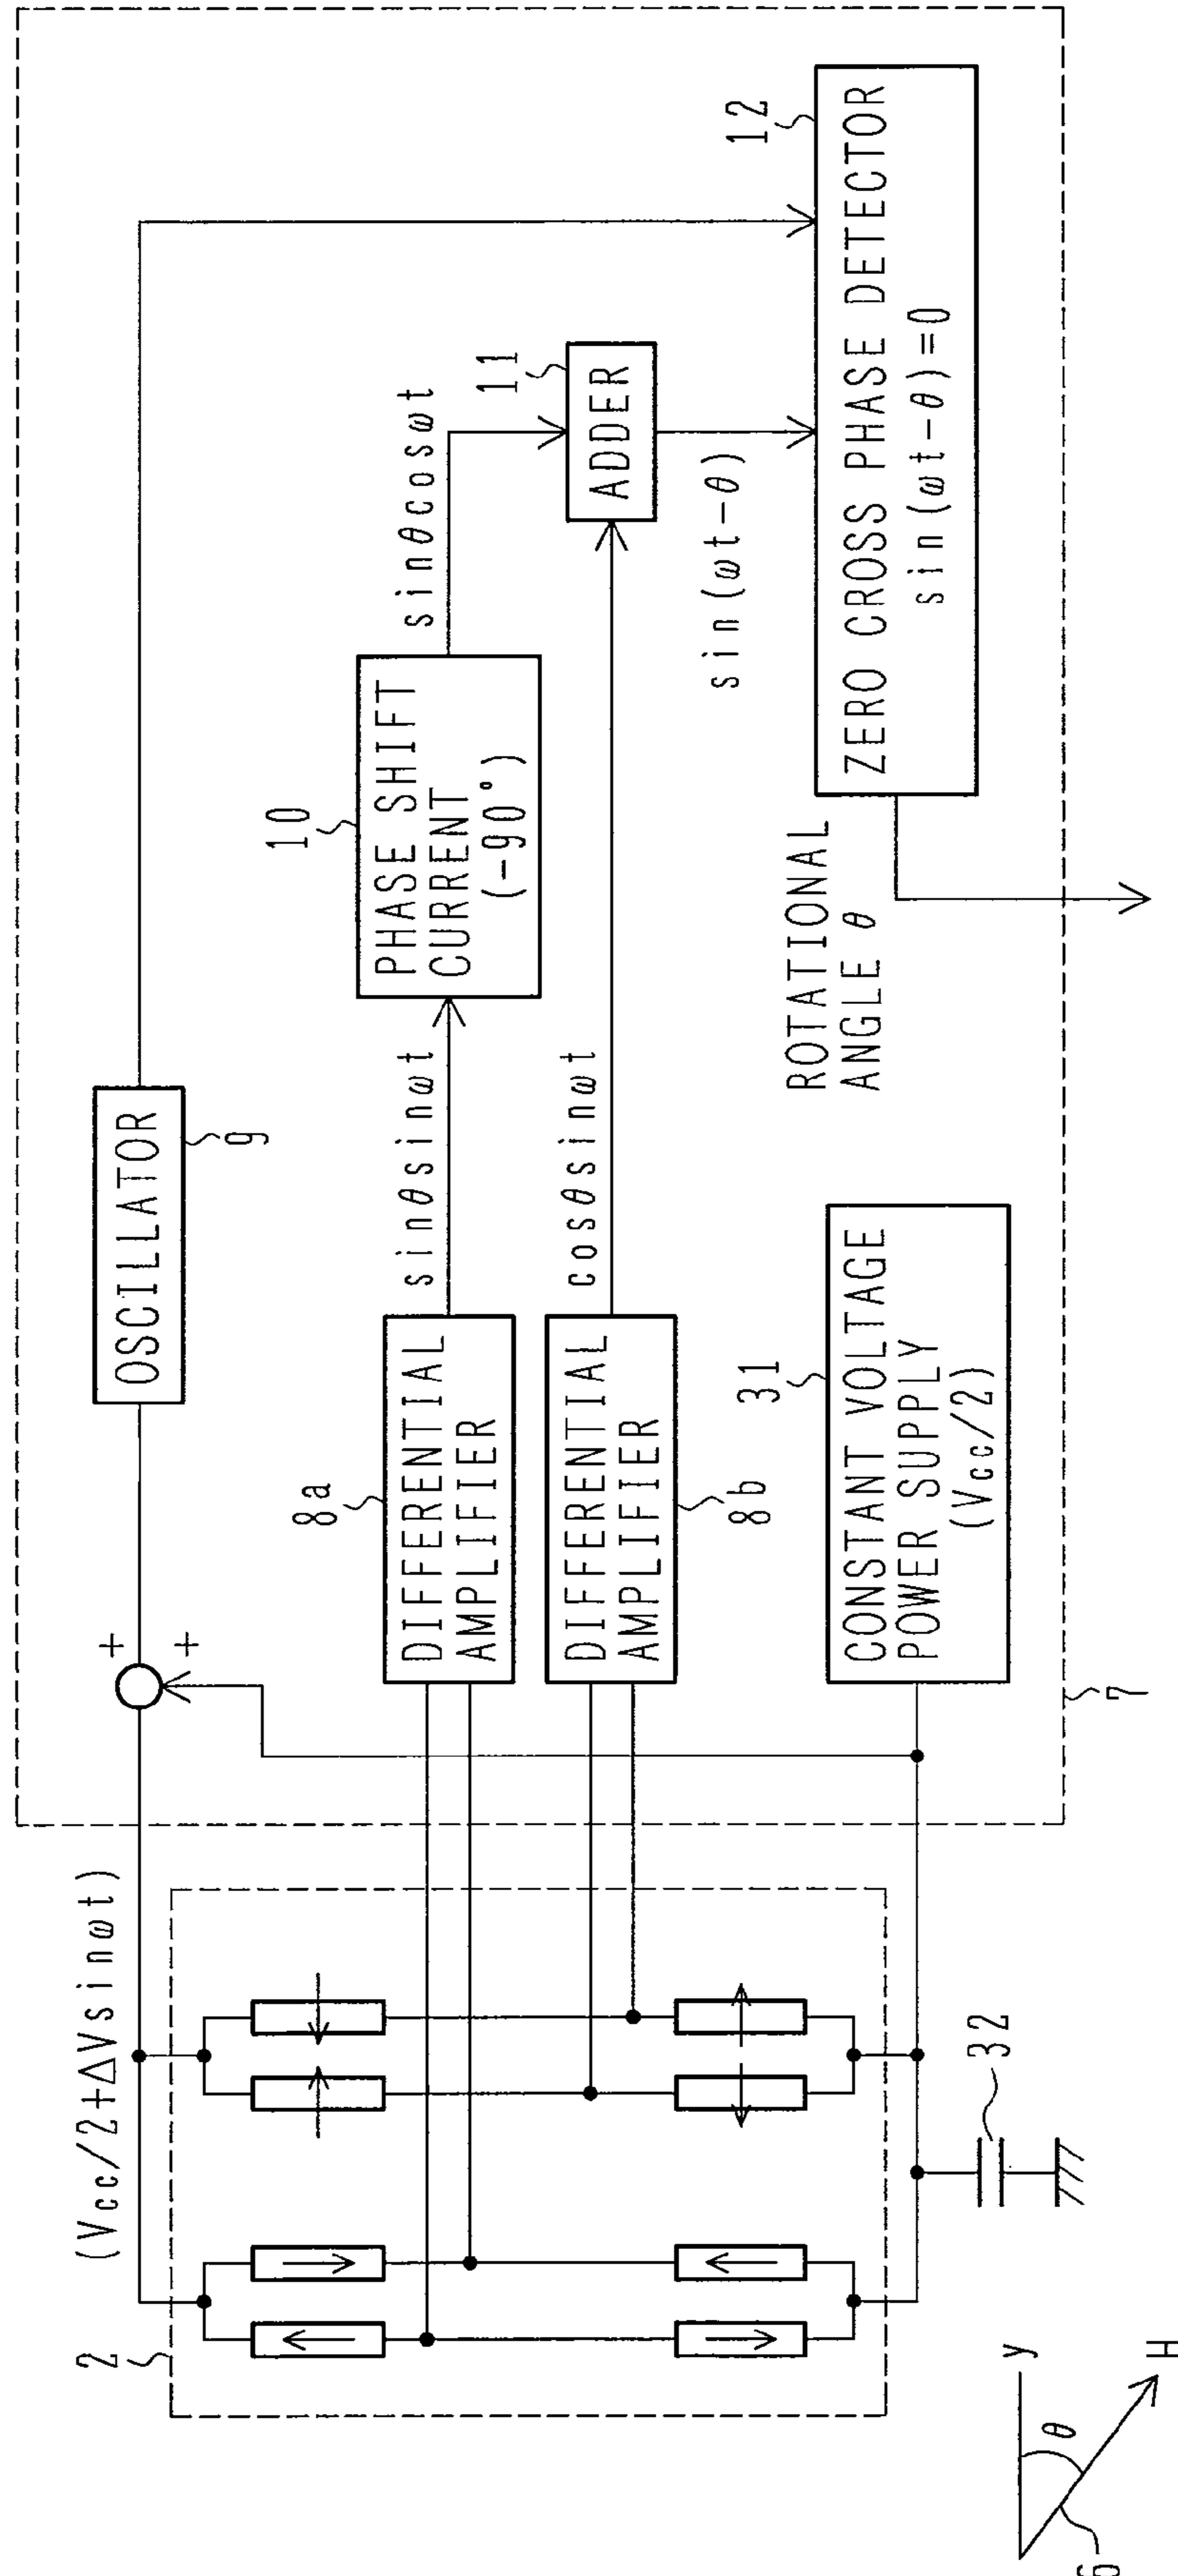 (Vcc/2+ΔVsinωt)
2
+
+
OSCILLATOR
9
8a
DIFFERENTIAL
AMPLIFIER
sinθsinωt
10
PHASE SHIFT
CURRENT
(-90°)
sinθcosωt
11
ADDER
DIFFERENTIAL
AMPLIFIER
8b
cosθsinωt
sin(ωt-θ)
12
ZERO CROSS PHASE DETECTOR
sin(ωt-θ)=0
ROTATIONAL
ANGLE θ
31
CONSTANT VOLTAGE
POWER SUPPLY
(Vcc/2)
7
32
y
θ
H
6